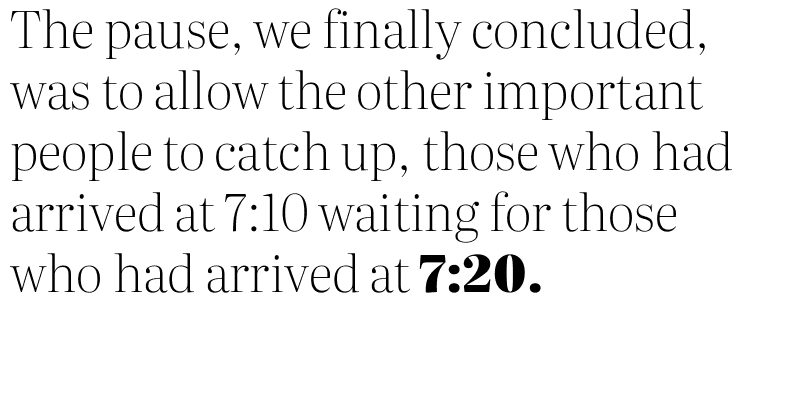 The pause, we finally concluded,
was to allow the other important
people to catch up, those who had
arrived at 7:10 waiting for those
who had arrived at 7:20.